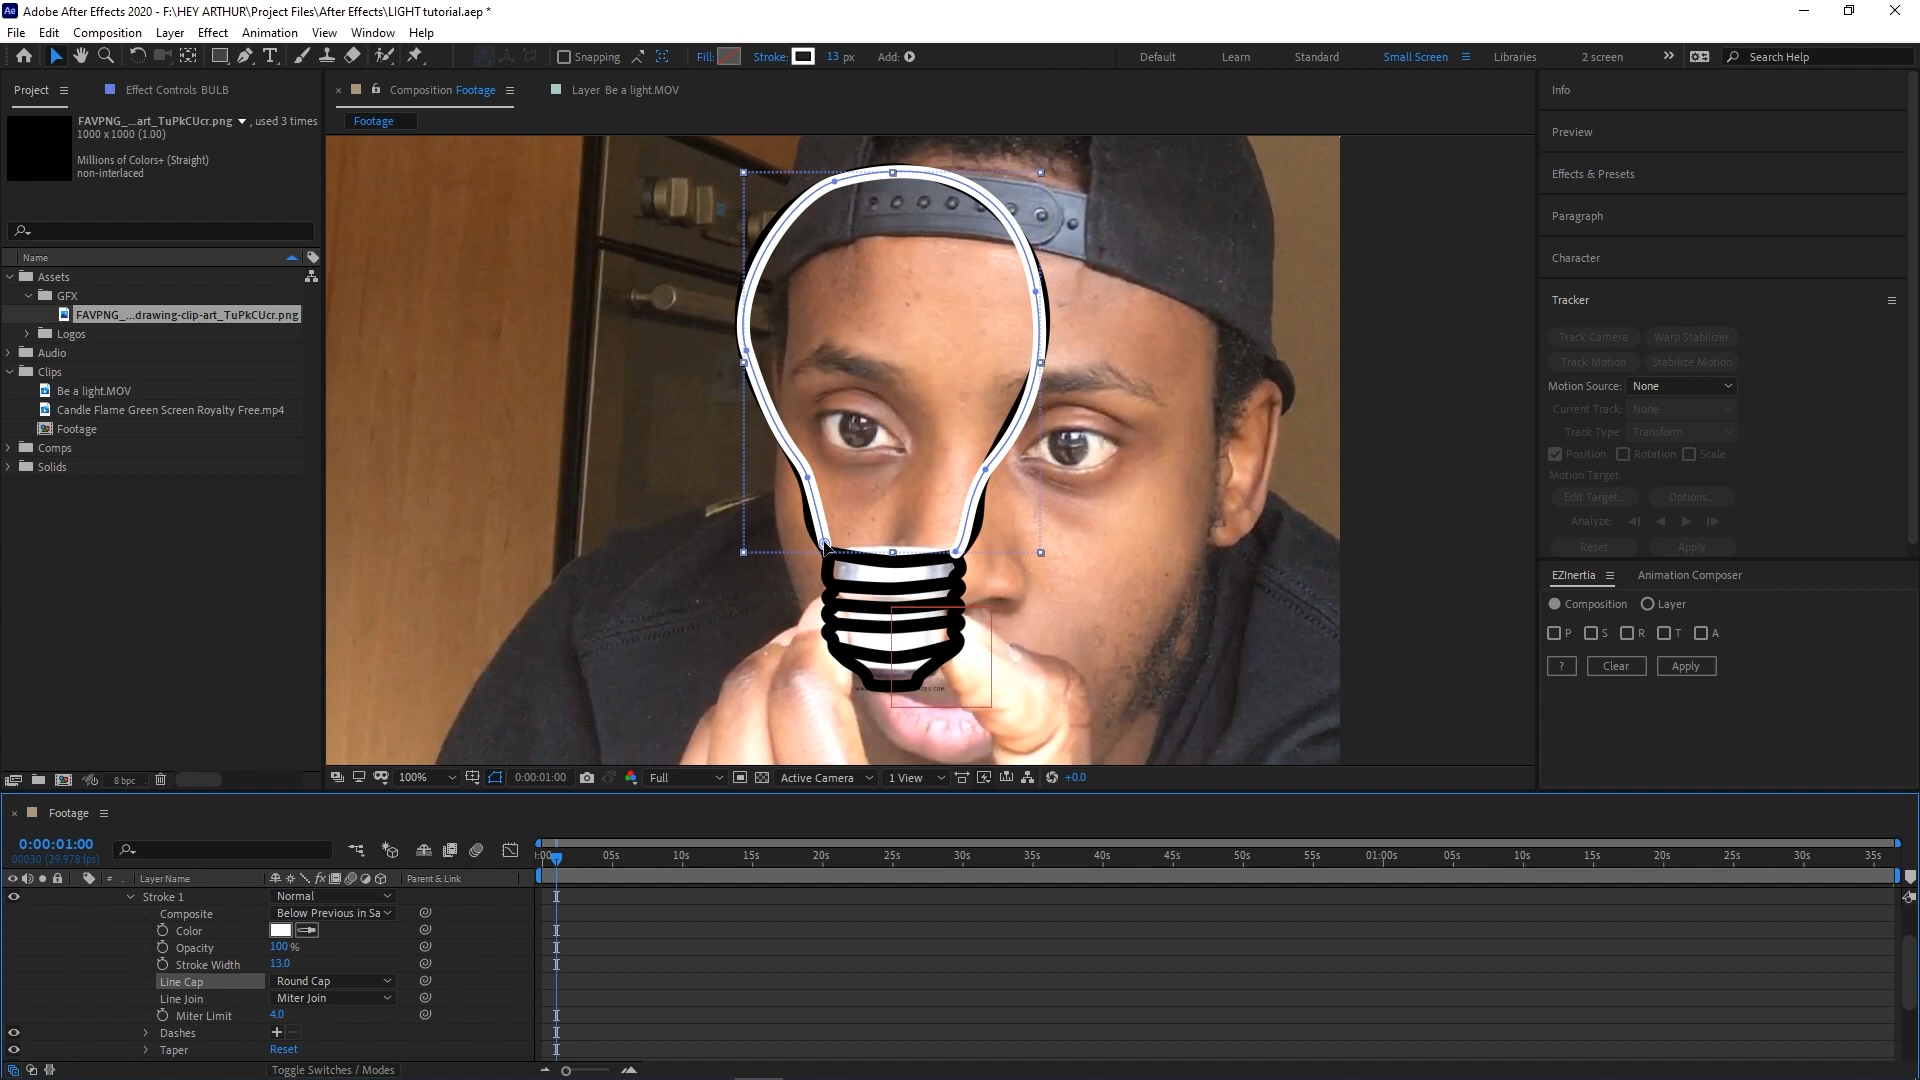 Adobe After Effects 2020 - F:\HEY ARTHUR\Project Files\After Effects\LIGHT tutorial.aep *
File Edit Composition Layer Effect Animation View Window Help
Snapping Fill: Stroke: 13 px Add: Default Learn Standard Small Screen Libraries 2 screen Search Help
Project Effect Controls BULB
FAVPNG_...art_TuPkCUcr.png , used 3 times
1000 x 1000 (1.00)
Millions of Colors+ (Straight)
non-interlaced
Name
Assets
GFX
FAVPNG_...drawing-clip-art_TuPkCUcr.png
Logos
Audio
Clips
Be a light.MOV
Candle Flame Green Screen Royalty Free.mp4
Footage
Comps
Solids
8 bpc
Composition Footage Layer Be a light.MOV
Footage
100% 0:00:01:00 Full Active Camera 1 View +0.0
Info
Preview
Effects & Presets
Paragraph
Character
Tracker
Track Camera Warp Stabilizer
Track Motion Stabilize Motion
Motion Source: None
Current Track: None
Track Type: Transform
Position Rotation Scale
Motion Target:
Edit Target... Options...
Analyze:
Reset Apply
EZInertia Animation Composer
Composition Layer
P S R T A
? Clear Apply
Footage
0:00:01:00
00030 (29.978 fps)
:00 05s 10s 15s 20s 25s 30s 35s 40s 45s 50s 55s 01:00s 05s 10s 15s 20s 25s 30s 35s
# Layer Name fx Parent & Link
Stroke 1 Normal
Composite Below Previous in Sa
Color
Opacity 100 %
Stroke Width 13.0
Line Cap Round Cap
Line Join Miter Join
Miter Limit 4.0
Dashes + −
Taper Reset
Toggle Switches / Modes